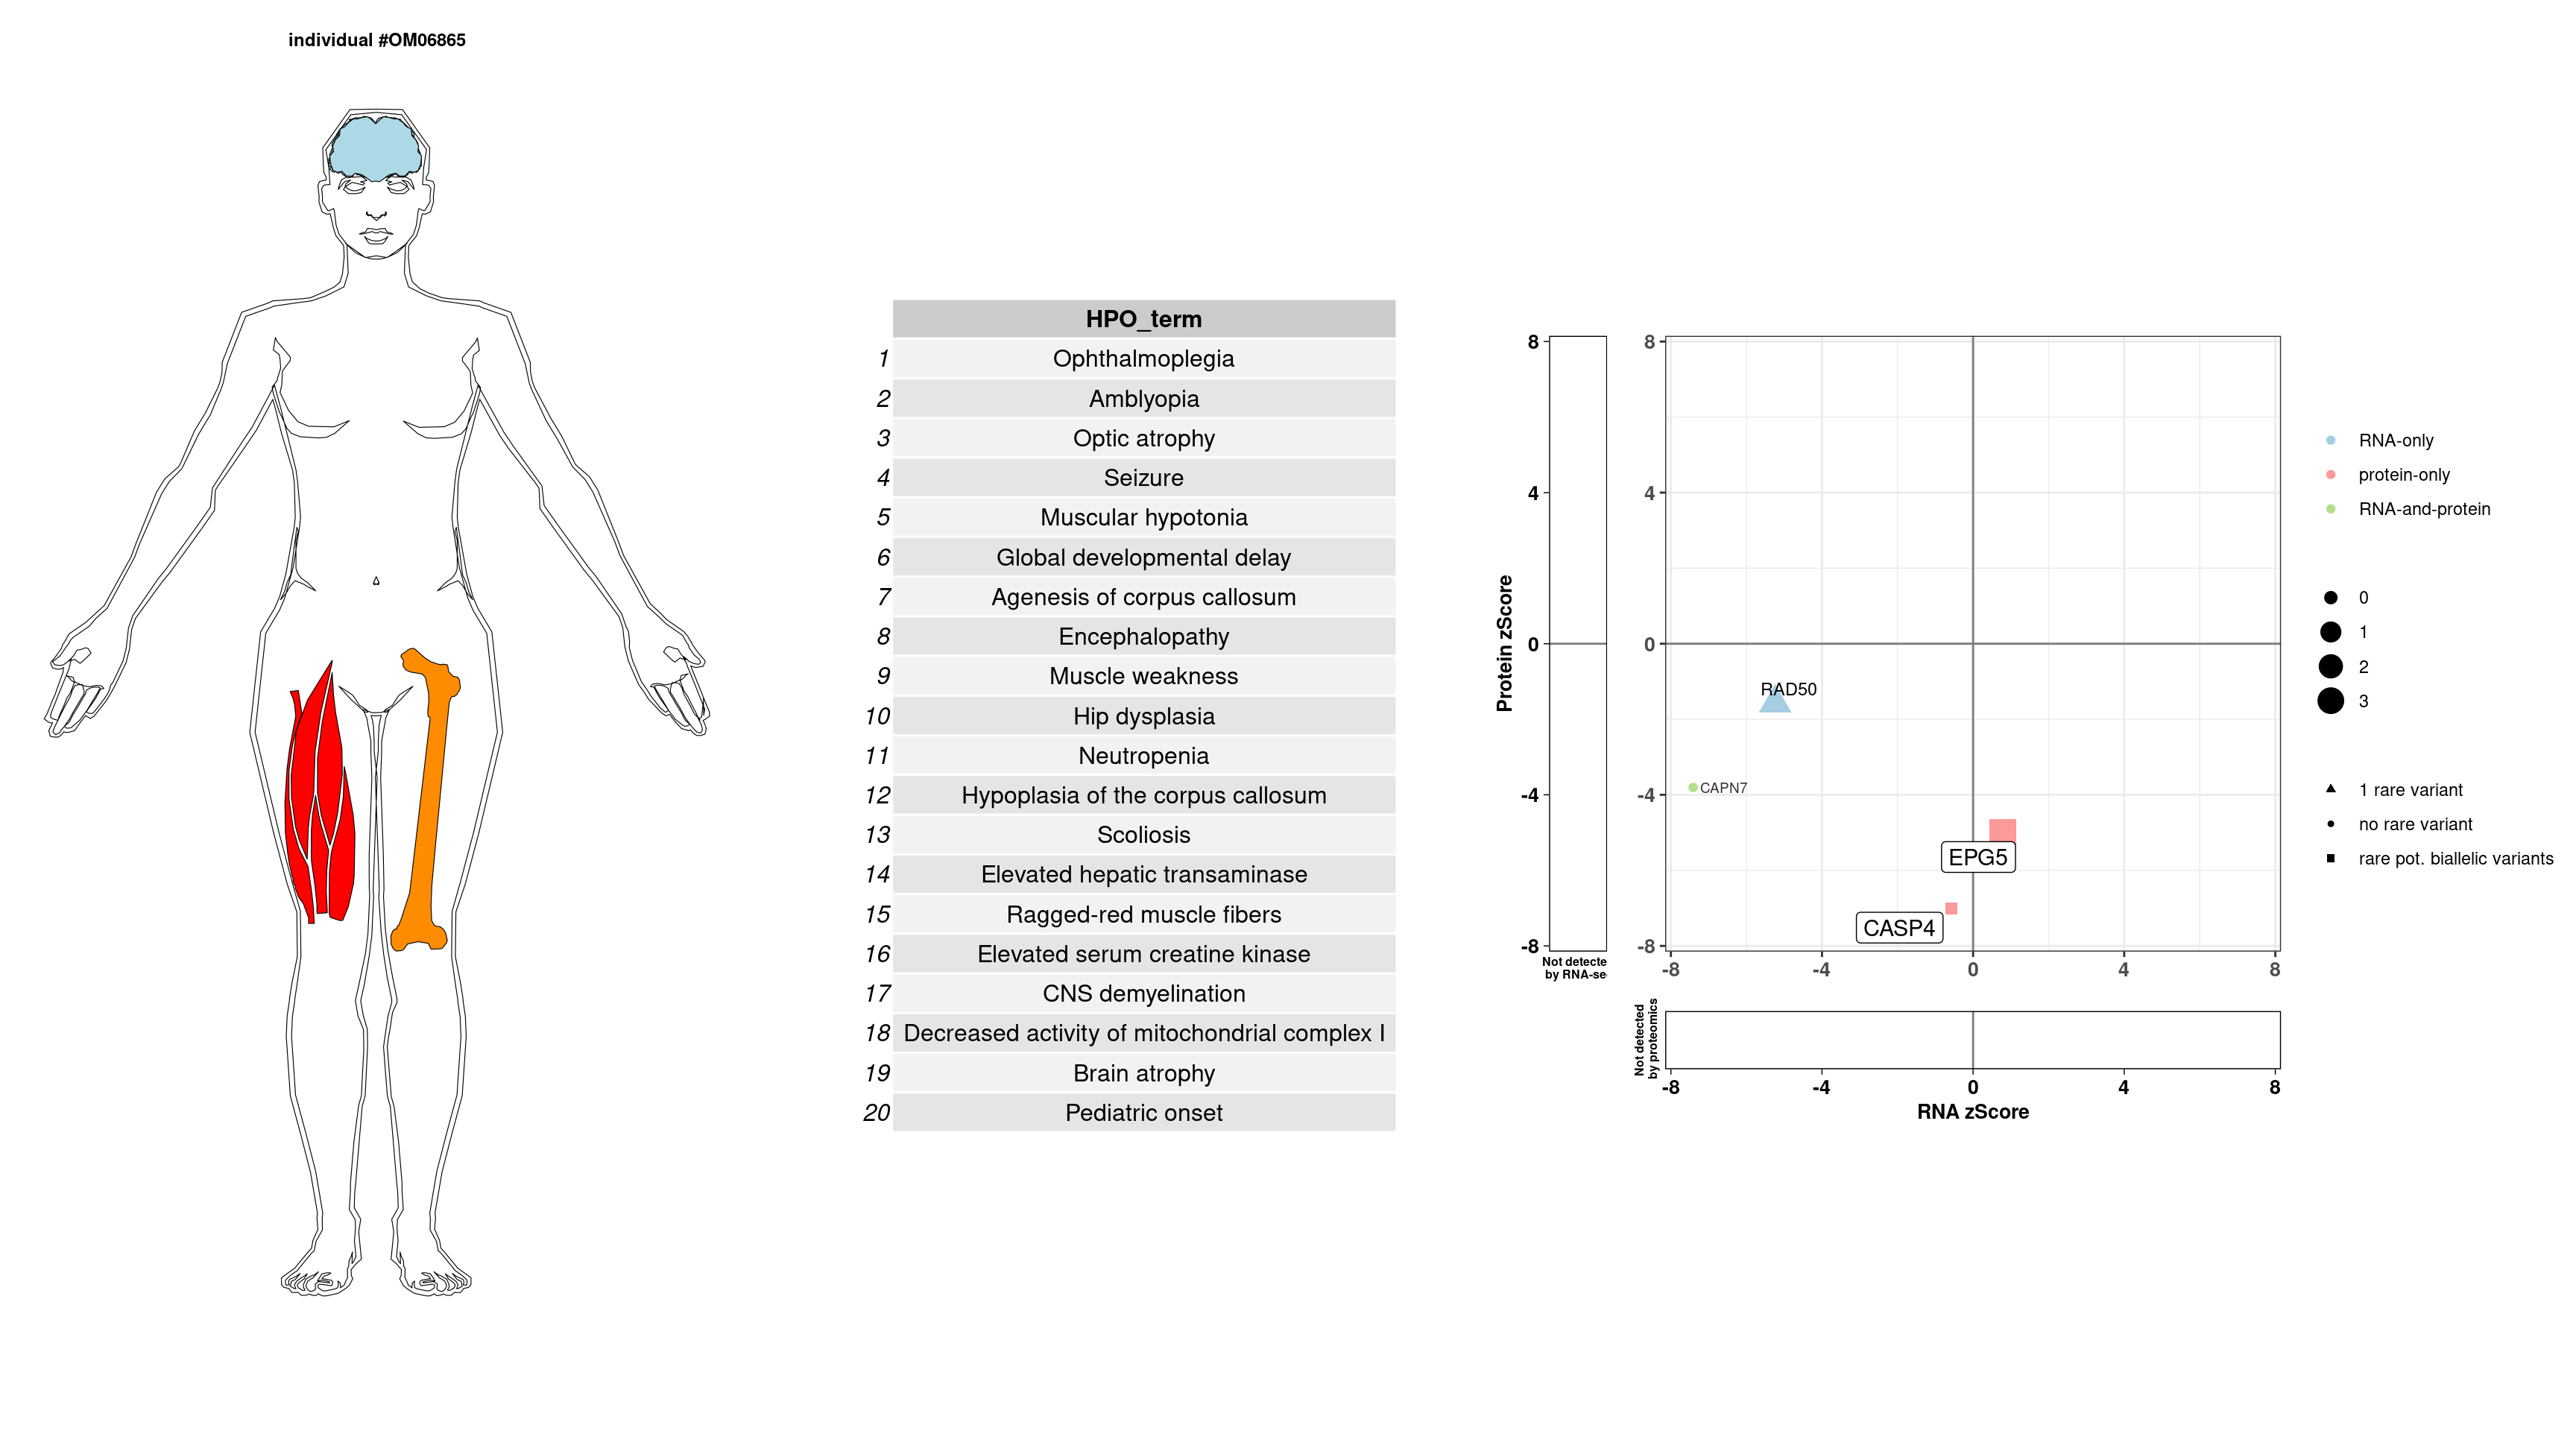 individual #OM06865
HPO_term
1 Ophthalmoplegia
2 Amblyopia
3 Optic atrophy
4 Seizure
5 Muscular hypotonia
6 Global developmental delay
7 Agenesis of corpus callosum
8 Encephalopathy
9 Muscle weakness
10 Hip dysplasia
11 Neutropenia
12 Hypoplasia of the corpus callosum
13 Scoliosis
14 Elevated hepatic transaminase
15 Ragged-red muscle fibers
16 Elevated serum creatine kinase
17 CNS demyelination
18 Decreased activity of mitochondrial complex I
19 Brain atrophy
20 Pediatric onset
Protein zScore
8
4
0
-4
-8
Not detecte
by RNA-se
8
4
0
-4
-8
RAD50
CAPN7
EPG5
CASP4
-8 -4 0 4 8
Not detected
by proteomics
-8 -4 0 4 8
RNA zScore
RNA-only
protein-only
RNA-and-protein
0
1
2
3
1 rare variant
no rare variant
rare pot. biallelic variants